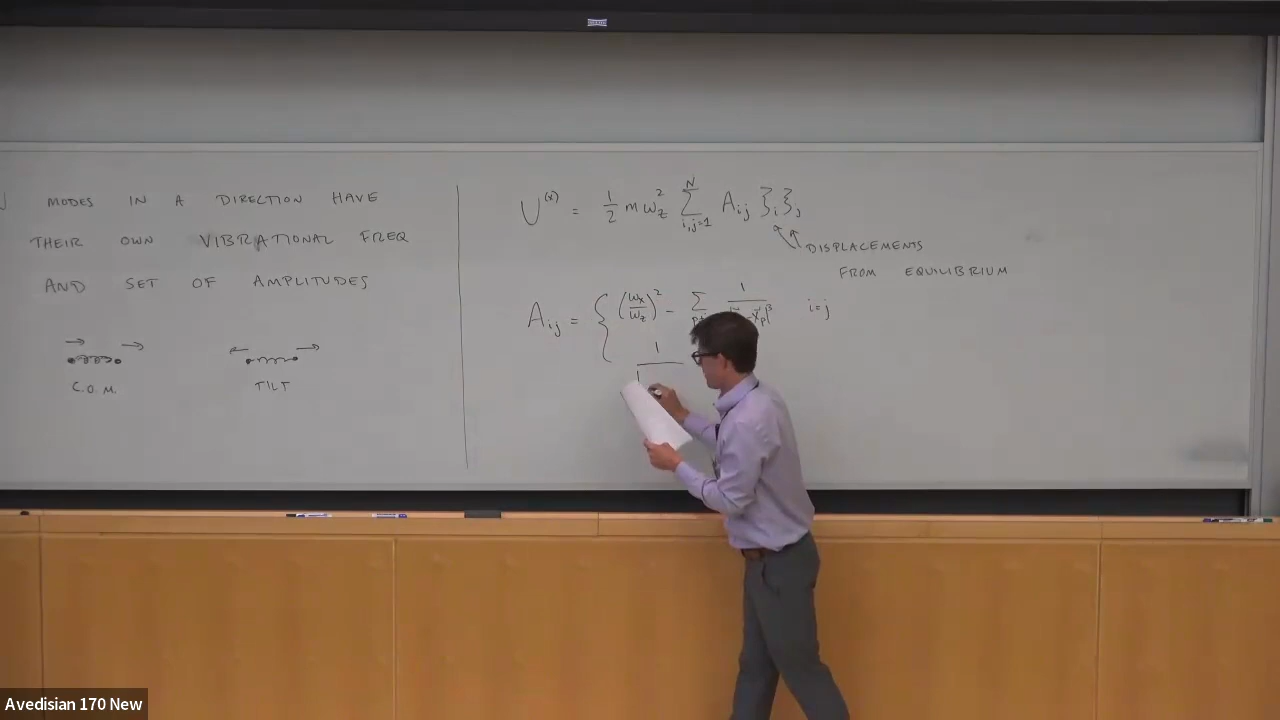 MODES IN A DIRECTION HAVE
THEIR OWN VIBRATIONAL FREQ
AND SET OF AMPLITUDES
C.O.M.
TILT
U^(x) = 1/2 m ω_z^2 Σ_{i,j=1}^N A_ij ξ_i ξ_j
DISPLACEMENTS
FROM EQUILIBRIUM
A_ij = { (ω_x/ω_z)^2 - Σ 1 i=j
1
Avedisian 170 New